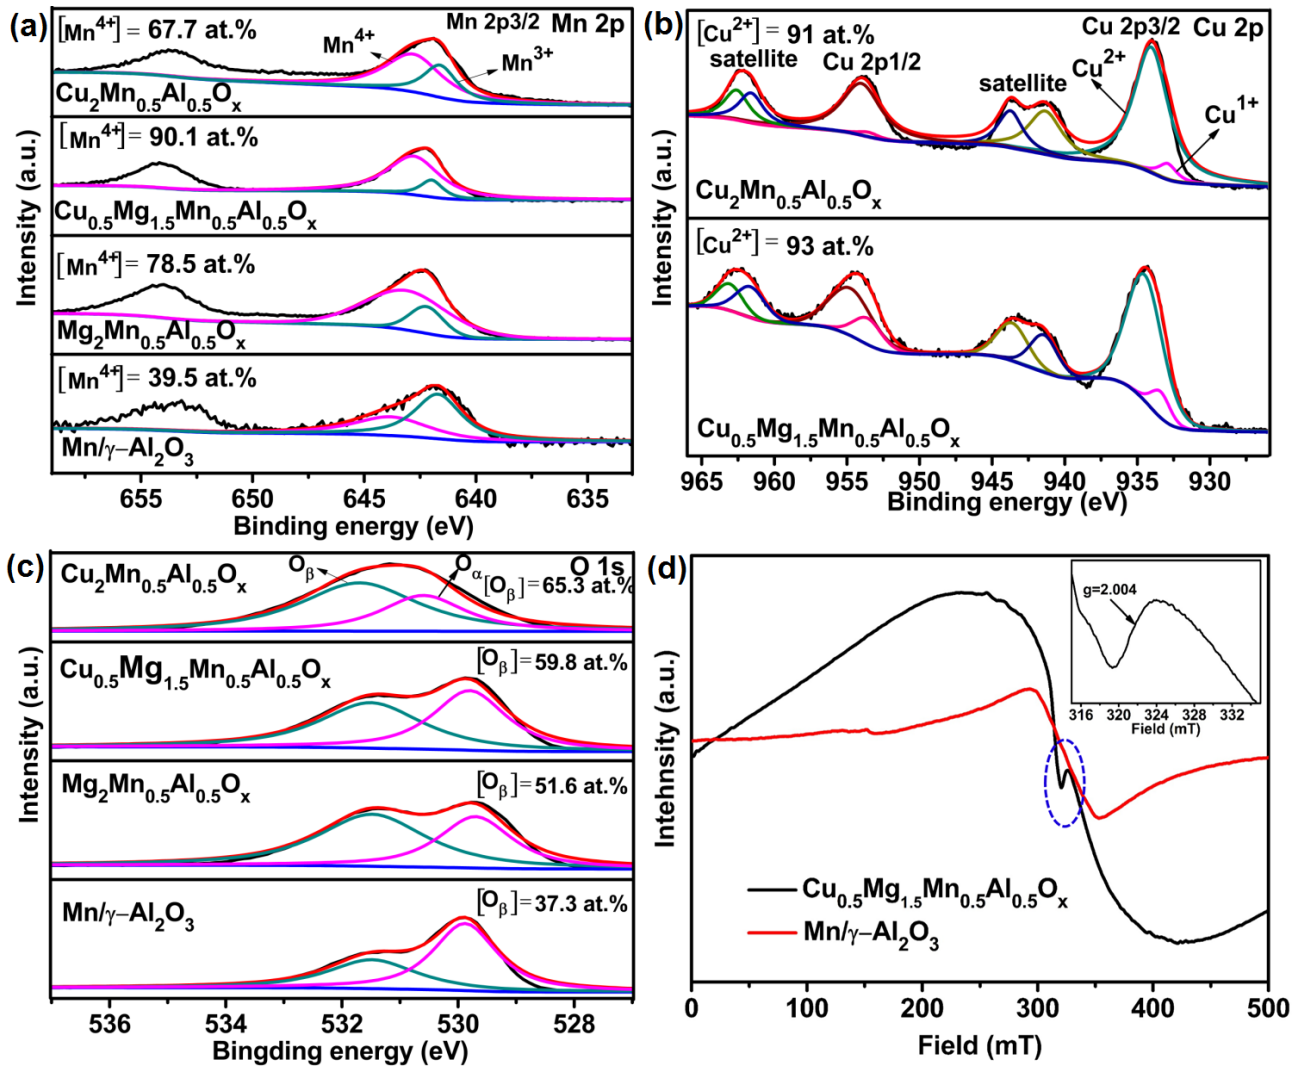 (a)
[Mn4+] = 67.7 at.%
Mn 2p3/2 Mn 2p
Mn4+
Mn3+
Cu2Mn0.5Al0.5Ox
[Mn4+] = 90.1 at.%
Cu0.5Mg1.5Mn0.5Al0.5Ox
[Mn4+] = 78.5 at.%
Mg2Mn0.5Al0.5Ox
[Mn4+] = 39.5 at.%
Mn/γ−Al2O3
Intensity (a.u.)
655 650 645 640 635
Binding energy (eV)
(b)
[Cu2+] = 91 at.%
Cu 2p3/2 Cu 2p
satellite
Cu 2p1/2
satellite
Cu2+
Cu1+
Cu2Mn0.5Al0.5Ox
[Cu2+] = 93 at.%
Cu0.5Mg1.5Mn0.5Al0.5Ox
Intensity (a.u.)
965 960 955 950 945 940 935 930
Binding energy (eV)
(c)
Cu2Mn0.5Al0.5Ox
Oβ
Oα
O 1s
[Oβ] = 65.3 at.%
Cu0.5Mg1.5Mn0.5Al0.5Ox
[Oβ] = 59.8 at.%
Mg2Mn0.5Al0.5Ox
[Oβ] = 51.6 at.%
Mn/γ−Al2O3
[Oβ] = 37.3 at.%
Intensity (a.u.)
536 534 532 530 528
Bingding energy (eV)
(d)
g=2.004
316 320 324 328 332
Field (mT)
Cu0.5Mg1.5Mn0.5Al0.5Ox
Mn/γ−Al2O3
Intehnsity (a.u.)
0 100 200 300 400 500
Field (mT)